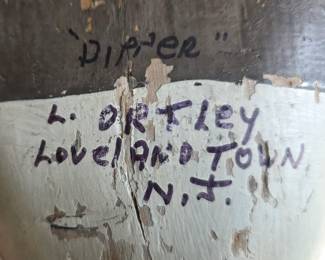 "DIPPER"
L. ORTLEY
LOVELAND TOWN,
N.J.